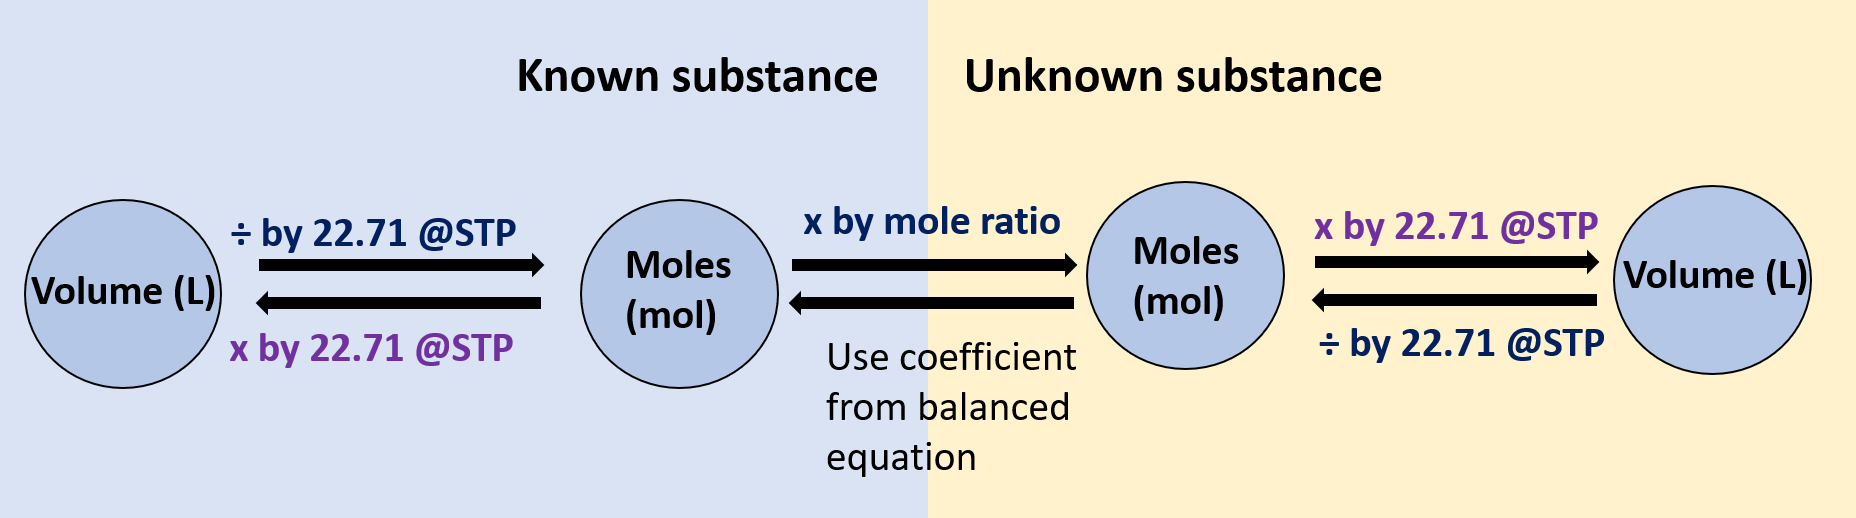 Known substance
Unknown substance
Volume (L)
÷ by 22.71 @STP
x by 22.71 @STP
Moles
(mol)
x by mole ratio
Use coefficient
from balanced
equation
Moles
(mol)
x by 22.71 @STP
÷ by 22.71 @STP
Volume (L)